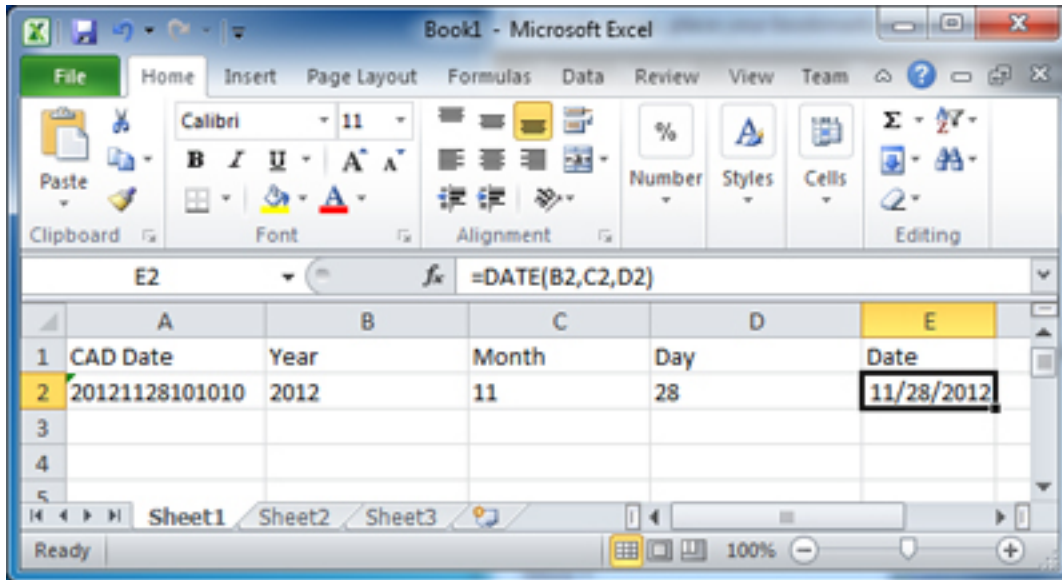 Book1 - Microsoft Excel
File Home Insert Page Layout Formulas Data Review View Team
Calibri 11
Paste B I U A A % Number Styles Cells Σ
Clipboard Font Alignment Editing
E2 fx =DATE(B2,C2,D2)
A B C D E
1 CAD Date Year Month Day Date
2 20121128101010 2012 11 28 11/28/2012
3
4
5
Sheet1 Sheet2 Sheet3
Ready 100%